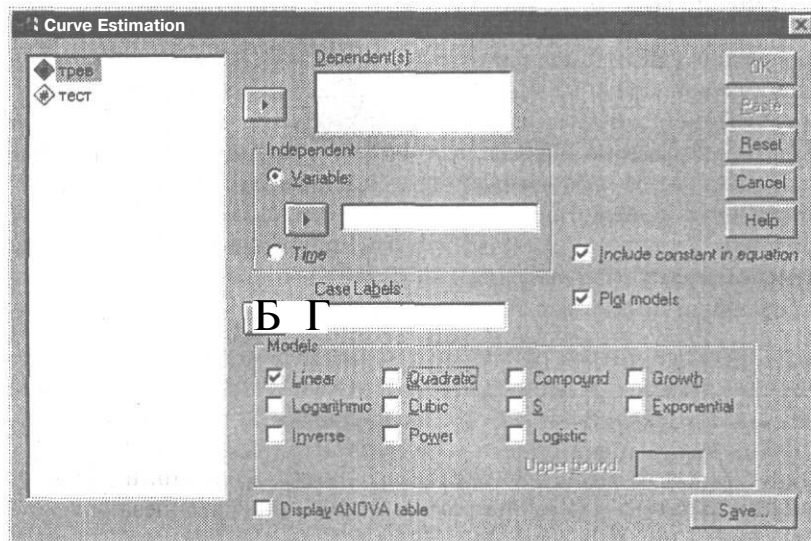 Curve Estimation
трев
тест
Dependent(s):
OK
Paste
Reset
Cancel
Help
Independent
Variable:
Time
Include constant in equation
Case Labels:
Plot models
Б Г
Models
Linear Quadratic Compound Growth
Logarithmic Cubic S Exponential
Inverse Power Logistic
Upper bound:
Display ANOVA table
Save...